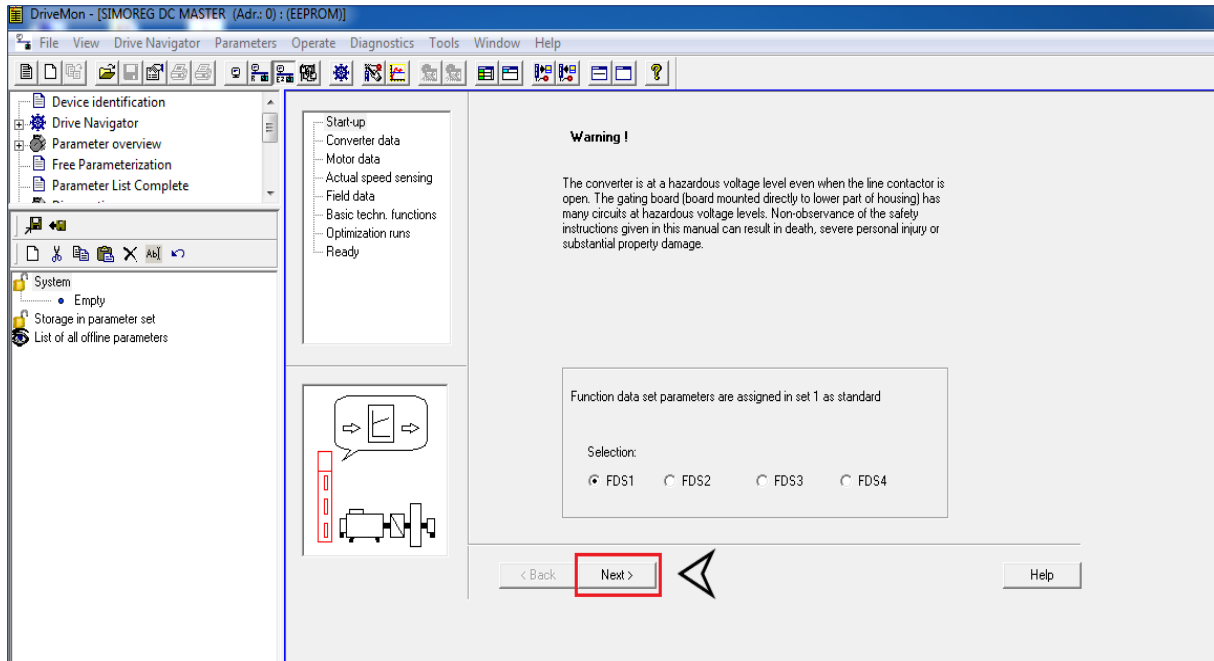 DriveMon - [SIMOREG DC MASTER (Adr.: 0) : (EEPROM)]
File View Drive Navigator Parameters Operate Diagnostics Tools Window Help
Device identification
Drive Navigator
Parameter overview
Free Parameterization
Parameter List Complete
System
Empty
Storage in parameter set
List of all offline parameters
Start-up
Converter data
Motor data
Actual speed sensing
Field data
Basic techn. functions
Optimization runs
Ready
Warning !
The converter is at a hazardous voltage level even when the line contactor is
open. The gating board (board mounted directly to lower part of housing) has
many circuits at hazardous voltage levels. Non-observance of the safety
instructions given in this manual can result in death, severe personal injury or
substantial property damage.
Function data set parameters are assigned in set 1 as standard
Selection:
FDS1 FDS2 FDS3 FDS4
< Back Next > Help